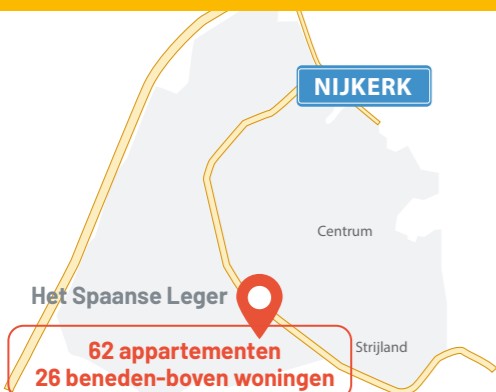 NIJKERK
Centrum
Het Spaanse Leger
62 appartementen
Strijland
26 beneden-boven woningen